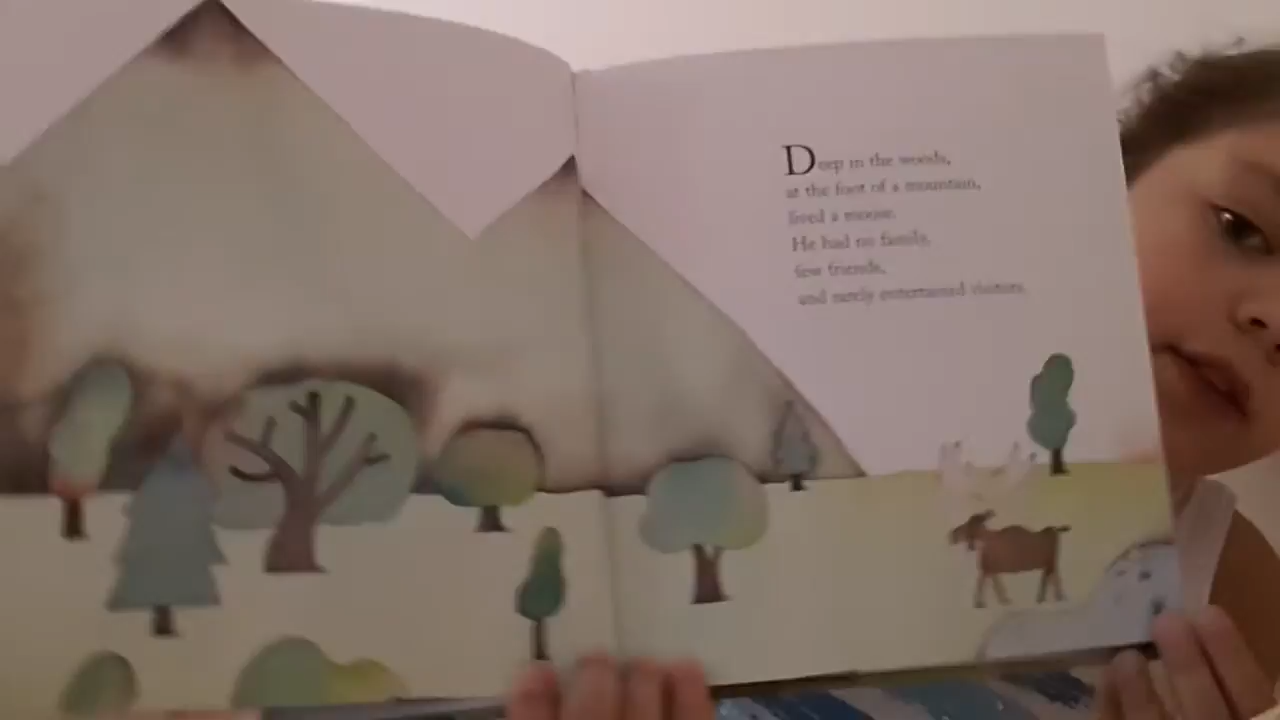 Deep in the woods,
at the foot of a mountain,
lived a moose.
He had no family,
few friends,
and rarely entertained visitors.